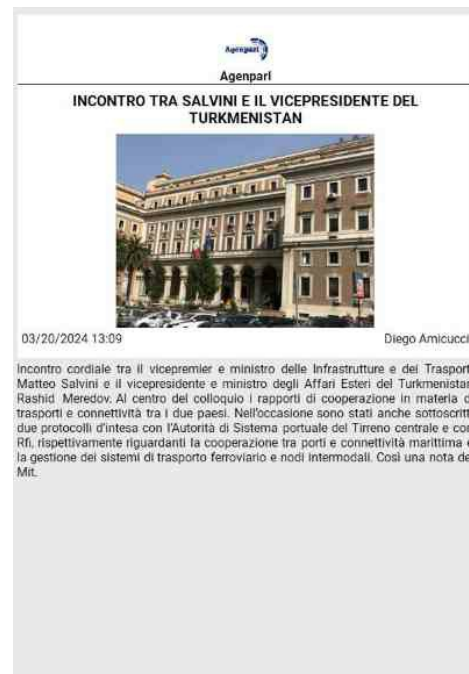 Agenparl
Agenparl
INCONTRO TRA SALVINI E IL VICEPRESIDENTE DEL
TURKMENISTAN
03/20/2024 13:09
Diego Amicucci
Incontro cordiale tra il vicepremier e ministro delle Infrastrutture e dei Trasport
Matteo Salvini e il vicepresidente e ministro degli Affari Esteri del Turkmenistan
Rashid Meredov. Al centro del colloquio i rapporti di cooperazione in materia d
trasporti e connettività tra i due paesi. Nell'occasione sono stati anche sottoscritt
due protocolli d'intesa con l'Autorità di Sistema portuale del Tirreno centrale e con
Rfi, rispettivamente riguardanti la cooperazione tra porti e connettività marittima e
la gestione dei sistemi di trasporto ferroviario e nodi intermodali. Così una nota de
Mit.